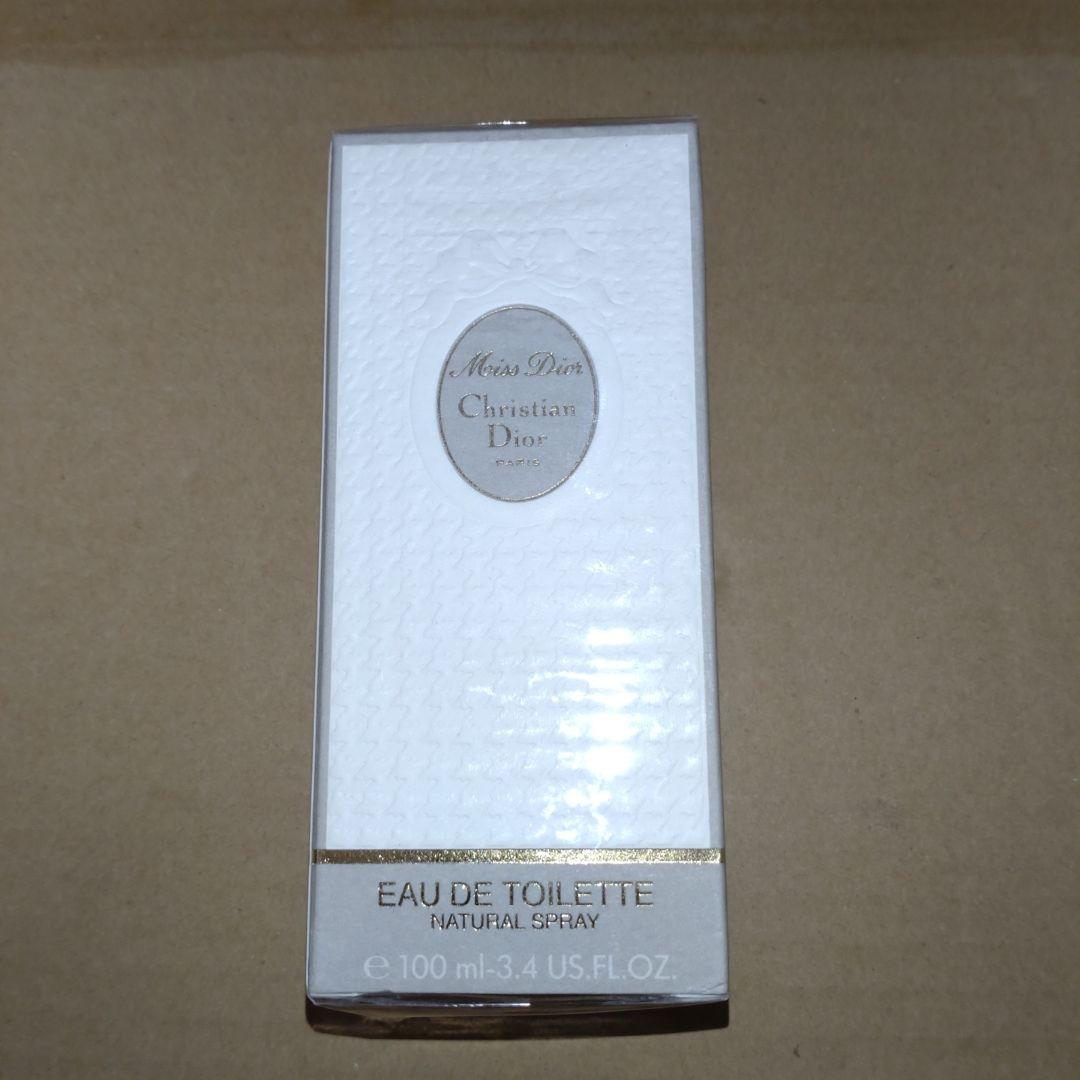 Miss Dior
Christian
Dior
PARIS
EAU DE TOILETTE
NATURAL SPRAY
e 100 ml-3.4 US.FL.OZ.